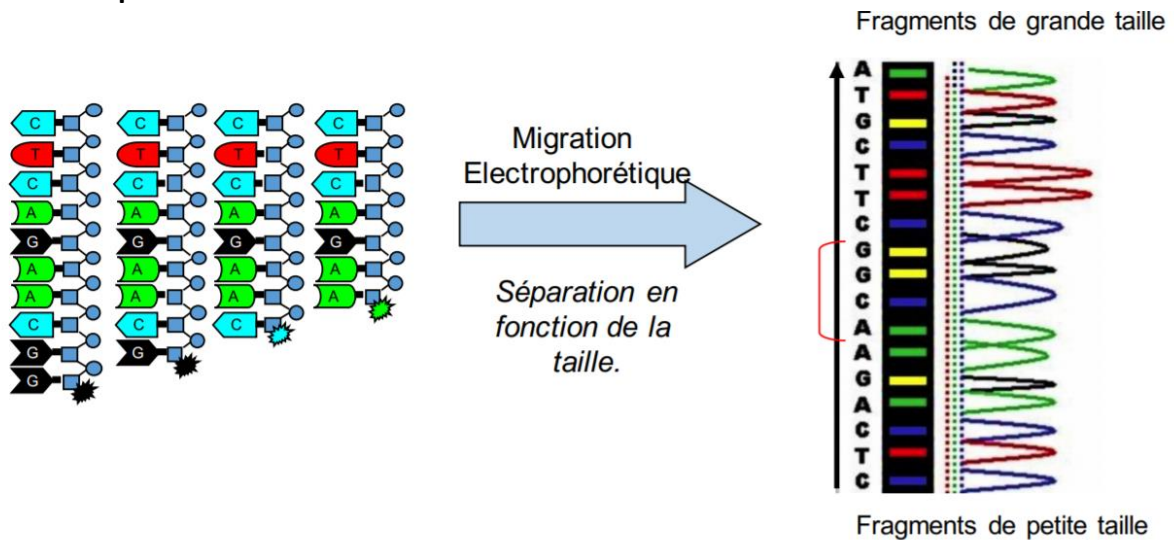 Fragments de grande taille
C C C C
T T T T
C C C C
A A A A
G G G G
A A A A
A A A A
C C C
G G
G
Migration
Electrophorétique
Séparation en
fonction de la
taille.
A
T
G
C
T
T
C
G
G
C
A
A
G
A
C
T
C
Fragments de petite taille